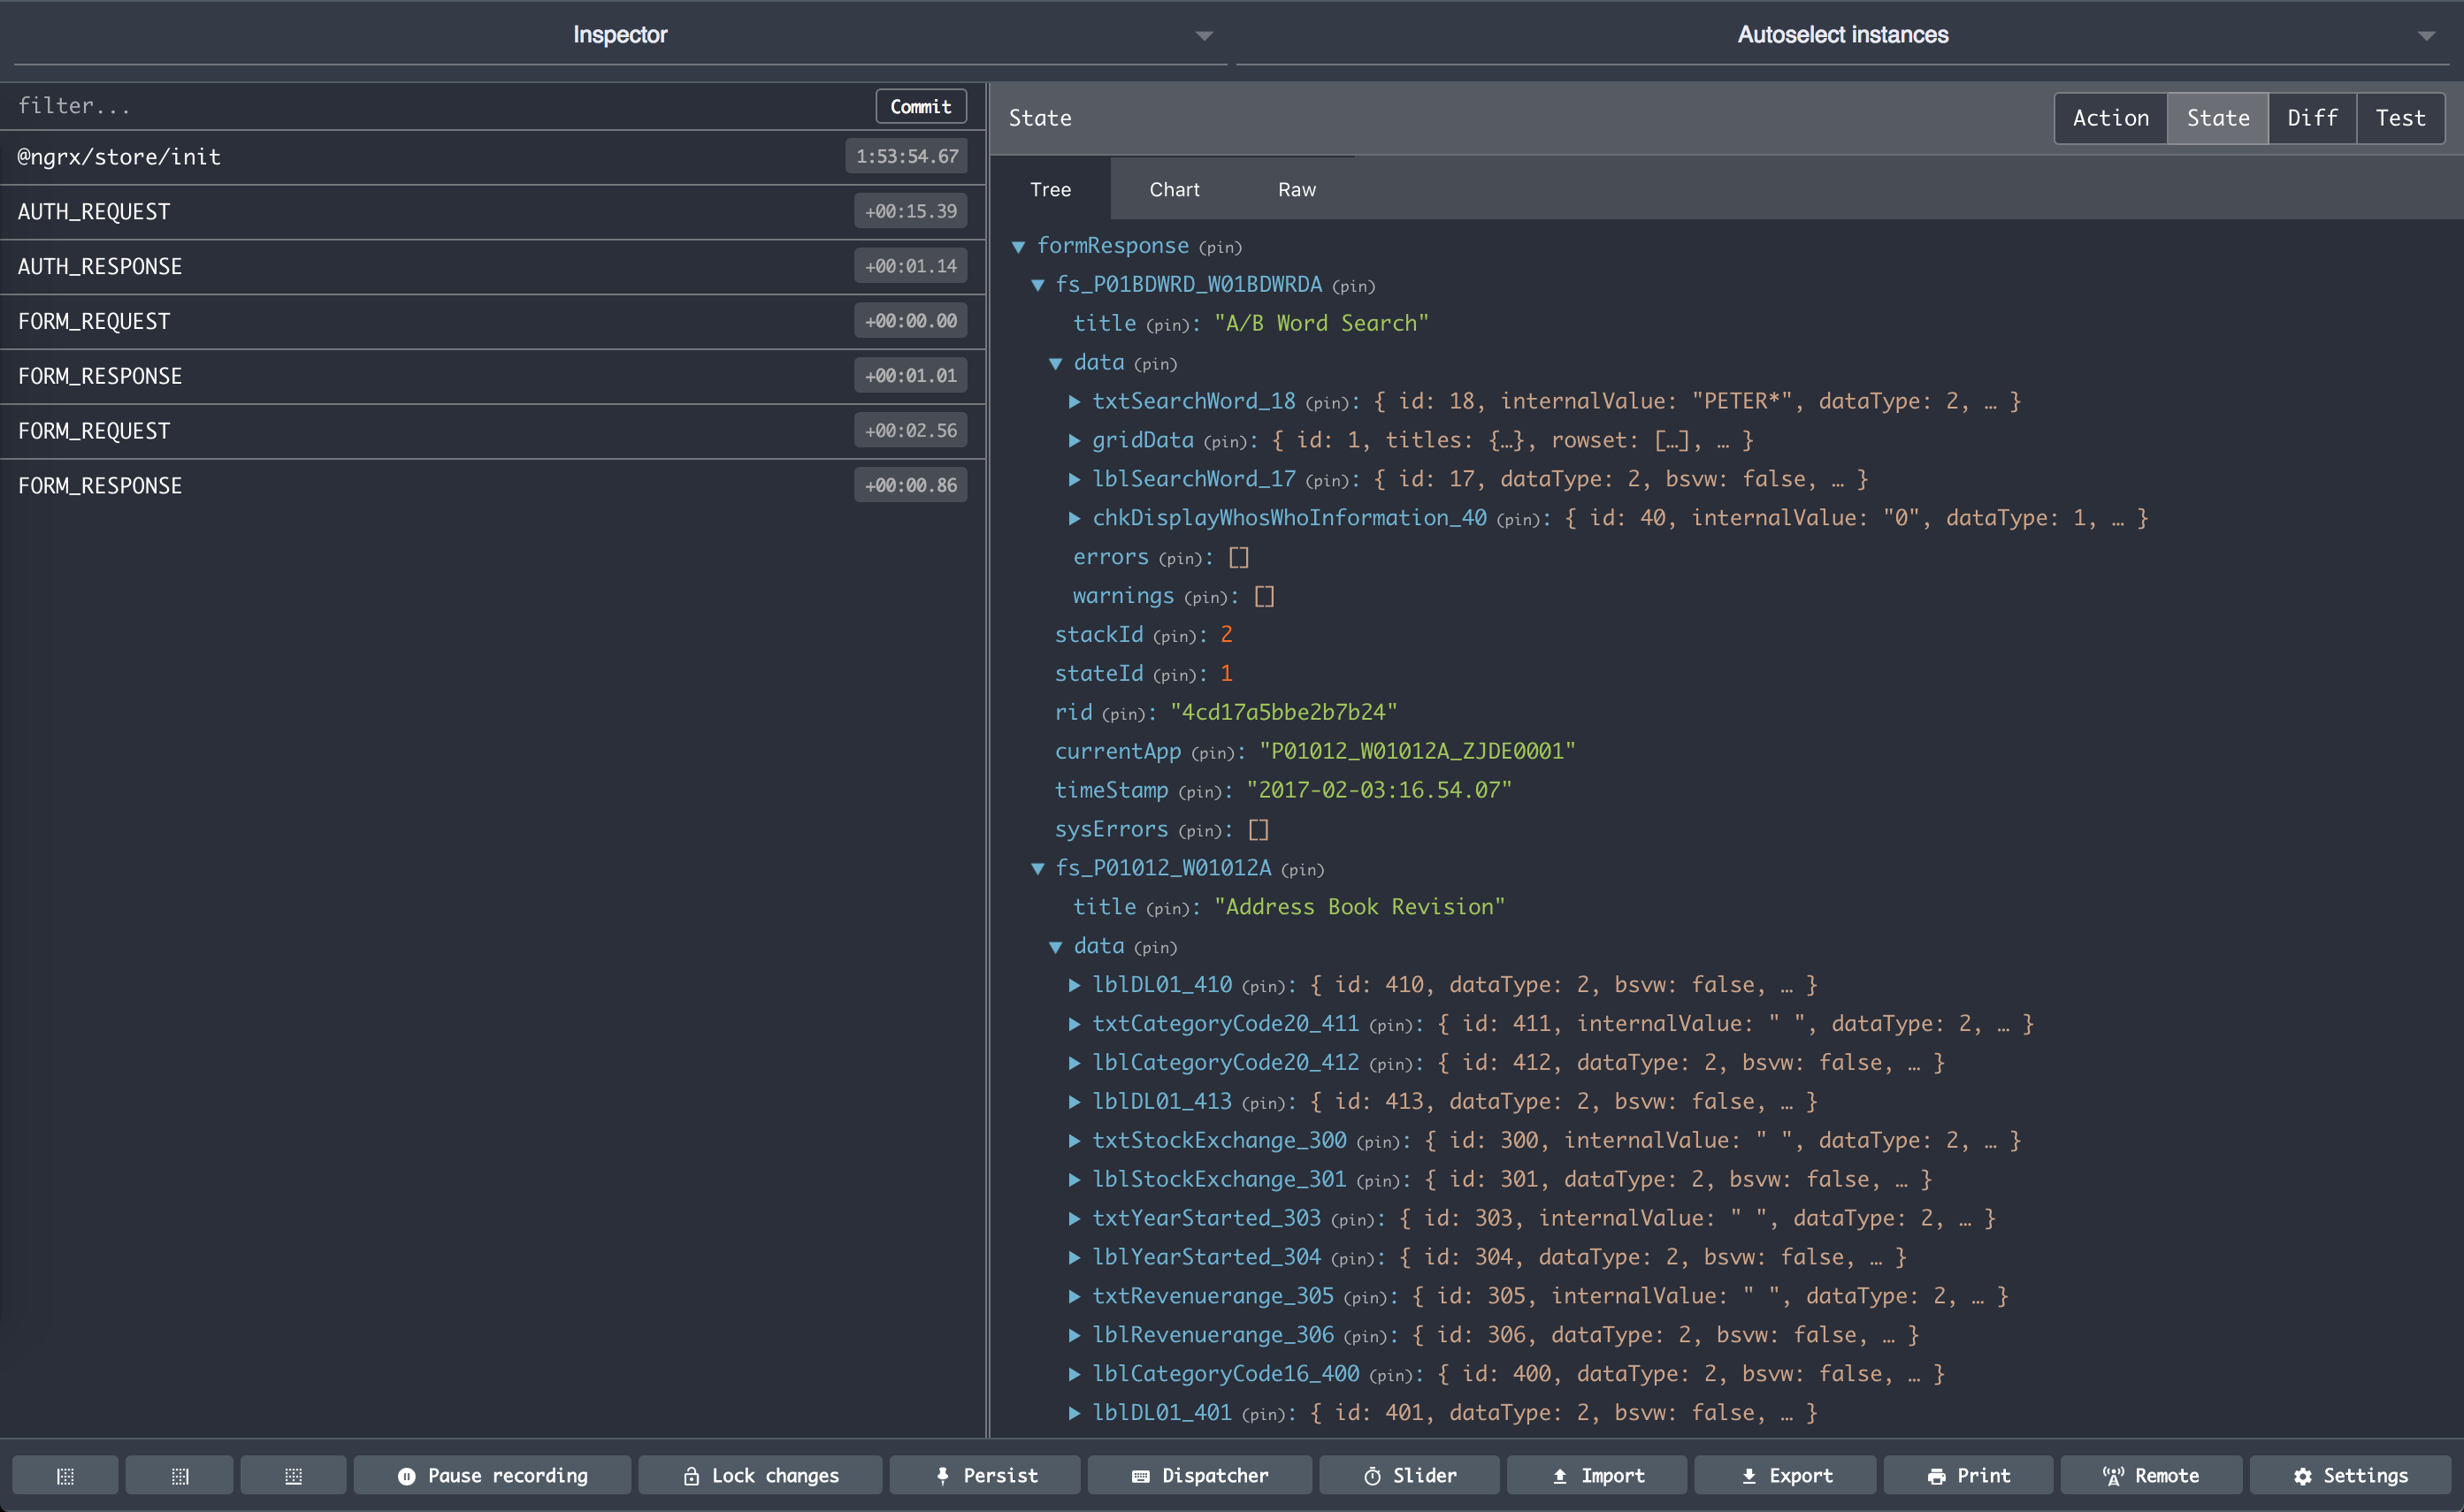 Inspector
Autoselect instances
filter...
Commit
@ngrx/store/init 1:53:54.67
AUTH_REQUEST +00:15.39
AUTH_RESPONSE +00:01.14
FORM_REQUEST +00:00.00
FORM_RESPONSE +00:01.01
FORM_REQUEST +00:02.56
FORM_RESPONSE +00:00.86
State
Action State Diff Test
Tree Chart Raw
formResponse (pin)
fs_P01BDWRD_W01BDWRDA (pin)
title (pin): "A/B Word Search"
data (pin)
txtSearchWord_18 (pin): { id: 18, internalValue: "PETER*", dataType: 2, … }
gridData (pin): { id: 1, titles: {…}, rowset: […], … }
lblSearchWord_17 (pin): { id: 17, dataType: 2, bsvw: false, … }
chkDisplayWhosWhoInformation_40 (pin): { id: 40, internalValue: "0", dataType: 1, … }
errors (pin): []
warnings (pin): []
stackId (pin): 2
stateId (pin): 1
rid (pin): "4cd17a5bbe2b7b24"
currentApp (pin): "P01012_W01012A_ZJDE0001"
timeStamp (pin): "2017-02-03:16.54.07"
sysErrors (pin): []
fs_P01012_W01012A (pin)
title (pin): "Address Book Revision"
data (pin)
lblDL01_410 (pin): { id: 410, dataType: 2, bsvw: false, … }
txtCategoryCode20_411 (pin): { id: 411, internalValue: " ", dataType: 2, … }
lblCategoryCode20_412 (pin): { id: 412, dataType: 2, bsvw: false, … }
lblDL01_413 (pin): { id: 413, dataType: 2, bsvw: false, … }
txtStockExchange_300 (pin): { id: 300, internalValue: " ", dataType: 2, … }
lblStockExchange_301 (pin): { id: 301, dataType: 2, bsvw: false, … }
txtYearStarted_303 (pin): { id: 303, internalValue: " ", dataType: 2, … }
lblYearStarted_304 (pin): { id: 304, dataType: 2, bsvw: false, … }
txtRevenuerange_305 (pin): { id: 305, internalValue: " ", dataType: 2, … }
lblRevenuerange_306 (pin): { id: 306, dataType: 2, bsvw: false, … }
lblCategoryCode16_400 (pin): { id: 400, dataType: 2, bsvw: false, … }
lblDL01_401 (pin): { id: 401, dataType: 2, bsvw: false, … }
Pause recording Lock changes Persist Dispatcher Slider Import Export Print Remote Settings